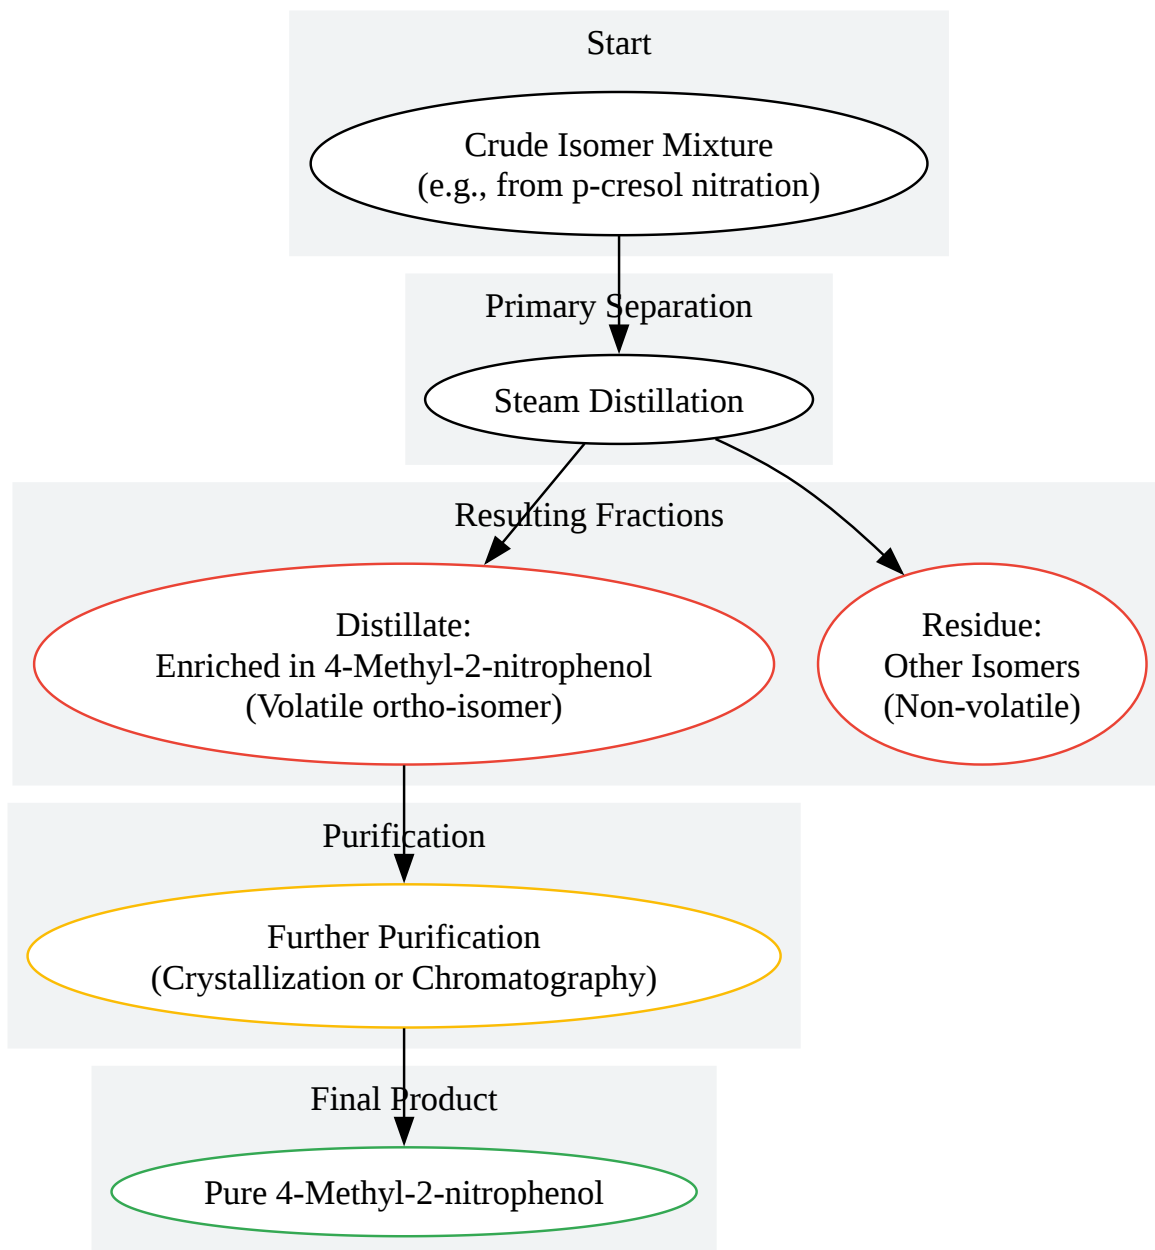 Start
Crude Isomer Mixture
(e.g., from p-cresol nitration)
Primary Separation
Steam Distillation
Resulting Fractions
Distillate:
Enriched in 4-Methyl-2-nitrophenol
(Volatile ortho-isomer)
Residue:
Other Isomers
(Non-volatile)
Purification
Further Purification
(Crystallization or Chromatography)
Final Product
Pure 4-Methyl-2-nitrophenol